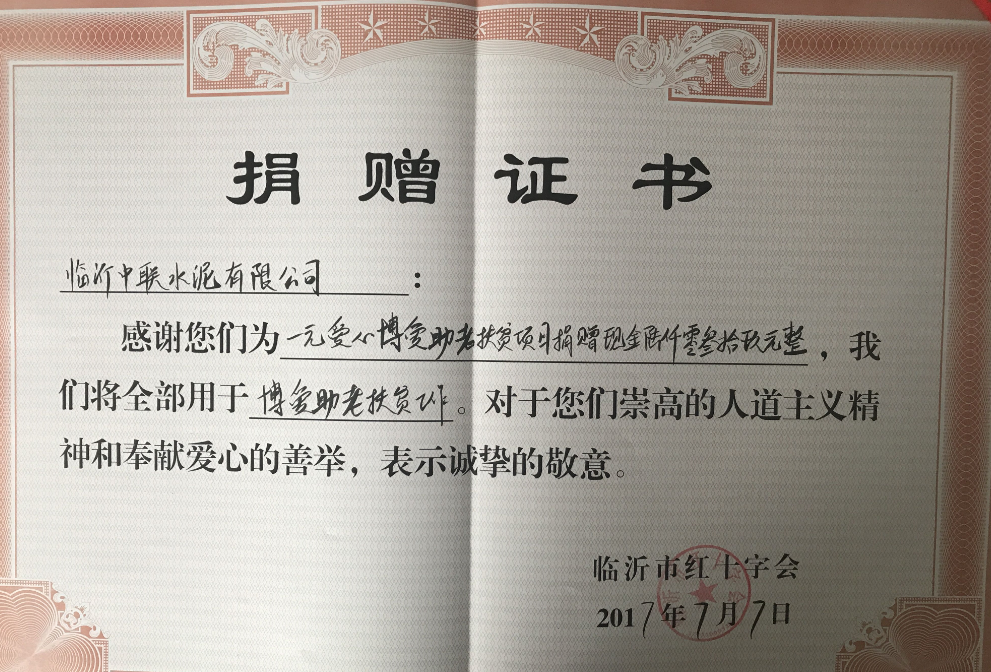 捐赠证书
临沂中联水泥有限公司：
感谢您们为一元爱心博爱助老扶贫项目捐赠现金陆仟零叁拾玖元整，我
们将全部用于博爱助老扶贫工作。对于您们崇高的人道主义精
神和奉献爱心的善举，表示诚挚的敬意。
临沂市红十字会
2017年7月7日